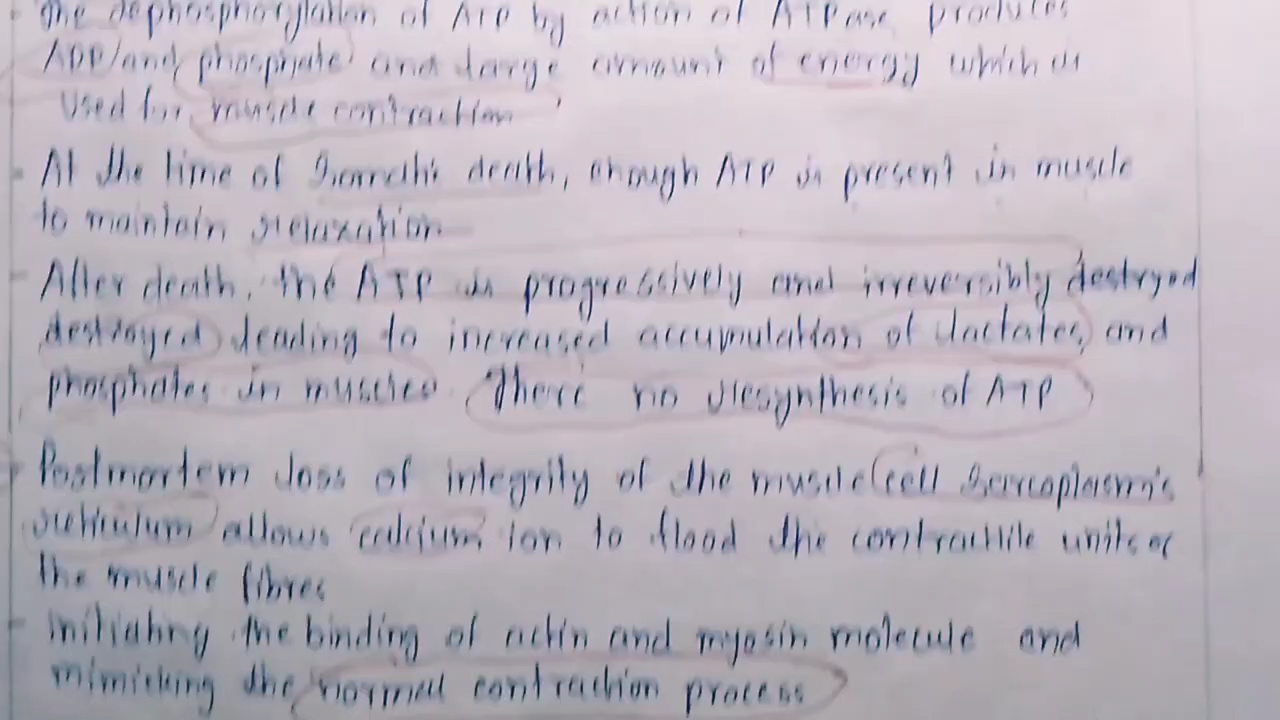 The dephosphorylation of ATP by action of ATPase produces
ADP and phosphate and large amount of energy which is
used for muscle contraction
- At the time of Somatic death, enough ATP is present in muscle
to maintain relaxation
- After death, the ATP is progressively and irreversibly destryed
destroyed leading to increased accumulation of lactates, and
phosphates in muscles. There no resynthesis of ATP
- Postmortem loss of integrity of the muscle cell Sarcoplasmis
reticulum allows calcium ion to flood the contractile units of
the muscle fibres
- initiating the binding of actin and myosin molecule and
mimicking the normal contraction process